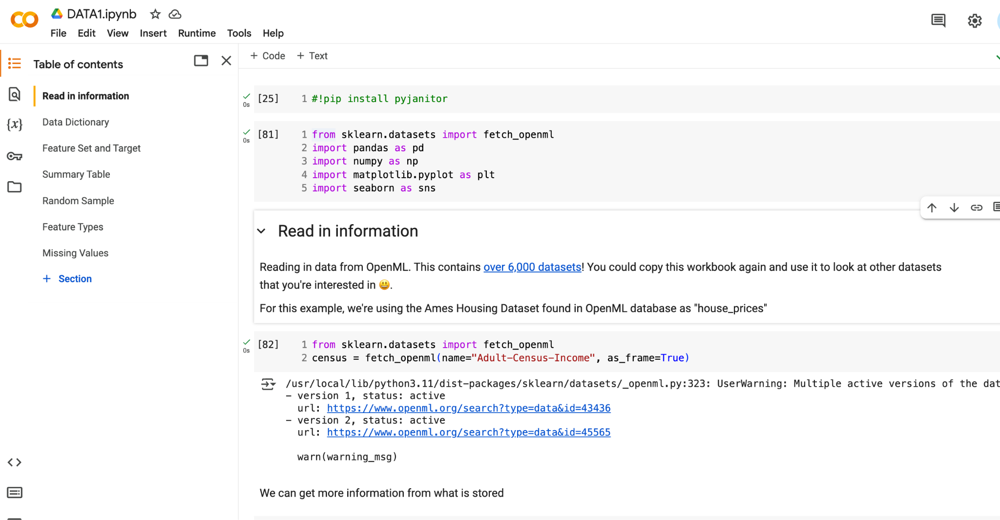 DATA1.ipynb
File Edit View Insert Runtime Tools Help
Table of contents
+ Code + Text
Read in information
Data Dictionary
Feature Set and Target
Summary Table
Random Sample
Feature Types
Missing Values
+ Section
0s [25] 1 #!pip install pyjanitor
0s [81] 1 from sklearn.datasets import fetch_openml
2 import pandas as pd
3 import numpy as np
4 import matplotlib.pyplot as plt
5 import seaborn as sns
Read in information
Reading in data from OpenML. This contains over 6,000 datasets! You could copy this workbook again and use it to look at other datasets
that you're interested in 😃.
For this example, we're using the Ames Housing Dataset found in OpenML database as "house_prices"
0s [82] 1 from sklearn.datasets import fetch_openml
2 census = fetch_openml(name="Adult-Census-Income", as_frame=True)
/usr/local/lib/python3.11/dist-packages/sklearn/datasets/_openml.py:323: UserWarning: Multiple active versions of the dat
- version 1, status: active
url: https://www.openml.org/search?type=data&id=43436
- version 2, status: active
url: https://www.openml.org/search?type=data&id=45565
warn(warning_msg)
We can get more information from what is stored